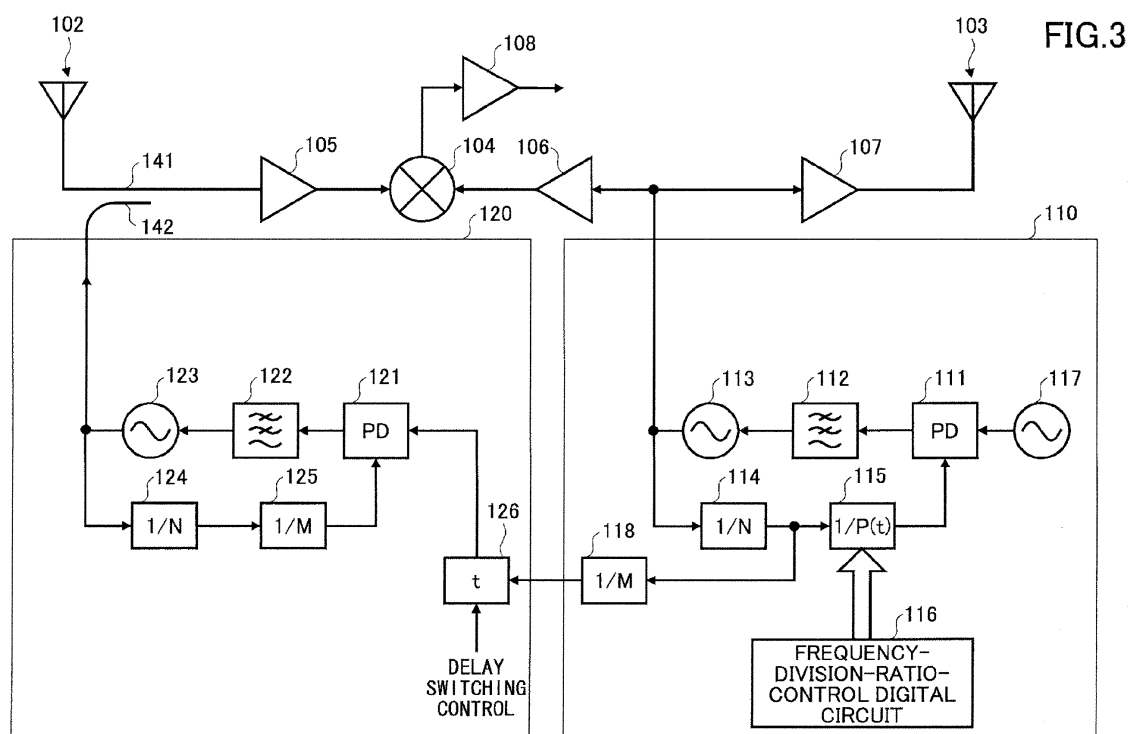 FIG.3
102
108
103
105
104
106
107
141
142
120
110
123
122
121
113
112
111
117
PD
PD
124
125
114
115
1/N
1/M
126
118
1/N
1/P(t)
t
1/M
116
DELAY
SWITCHING
CONTROL
FREQUENCY-
DIVISION-RATIO-
CONTROL DIGITAL
CIRCUIT